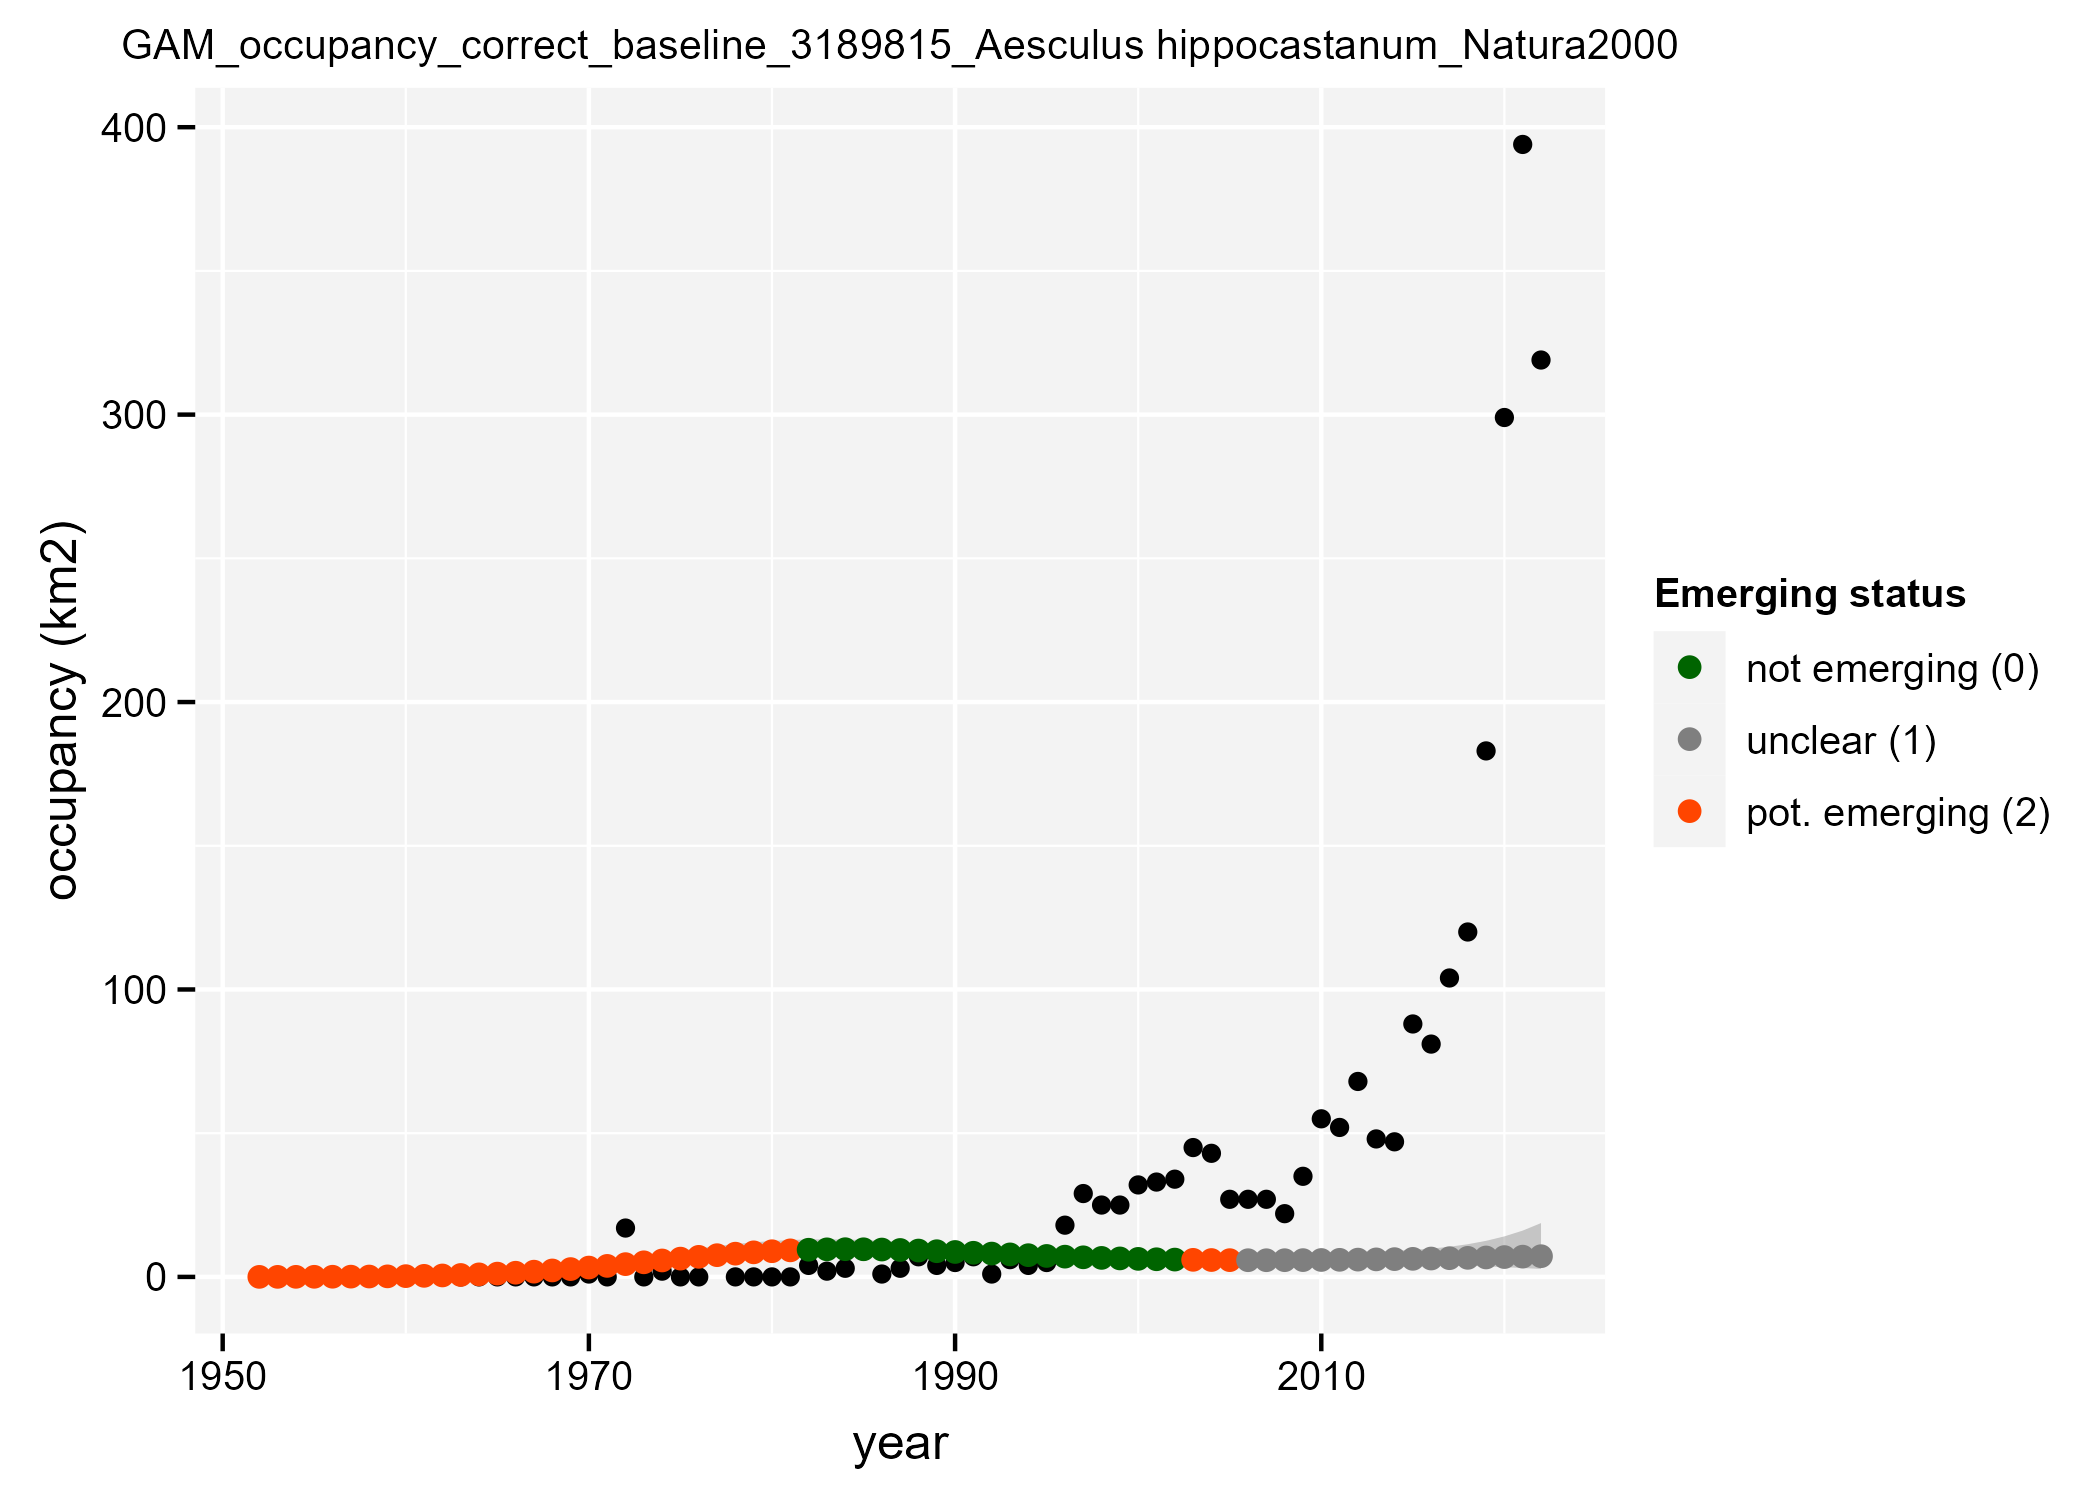 GAM_occupancy_correct_baseline_3189815_Aesculus hippocastanum_Natura2000
400
300
200
100
0
occupancy (km2)
1950 1970 1990 2010
year
Emerging status
not emerging (0)
unclear (1)
pot. emerging (2)